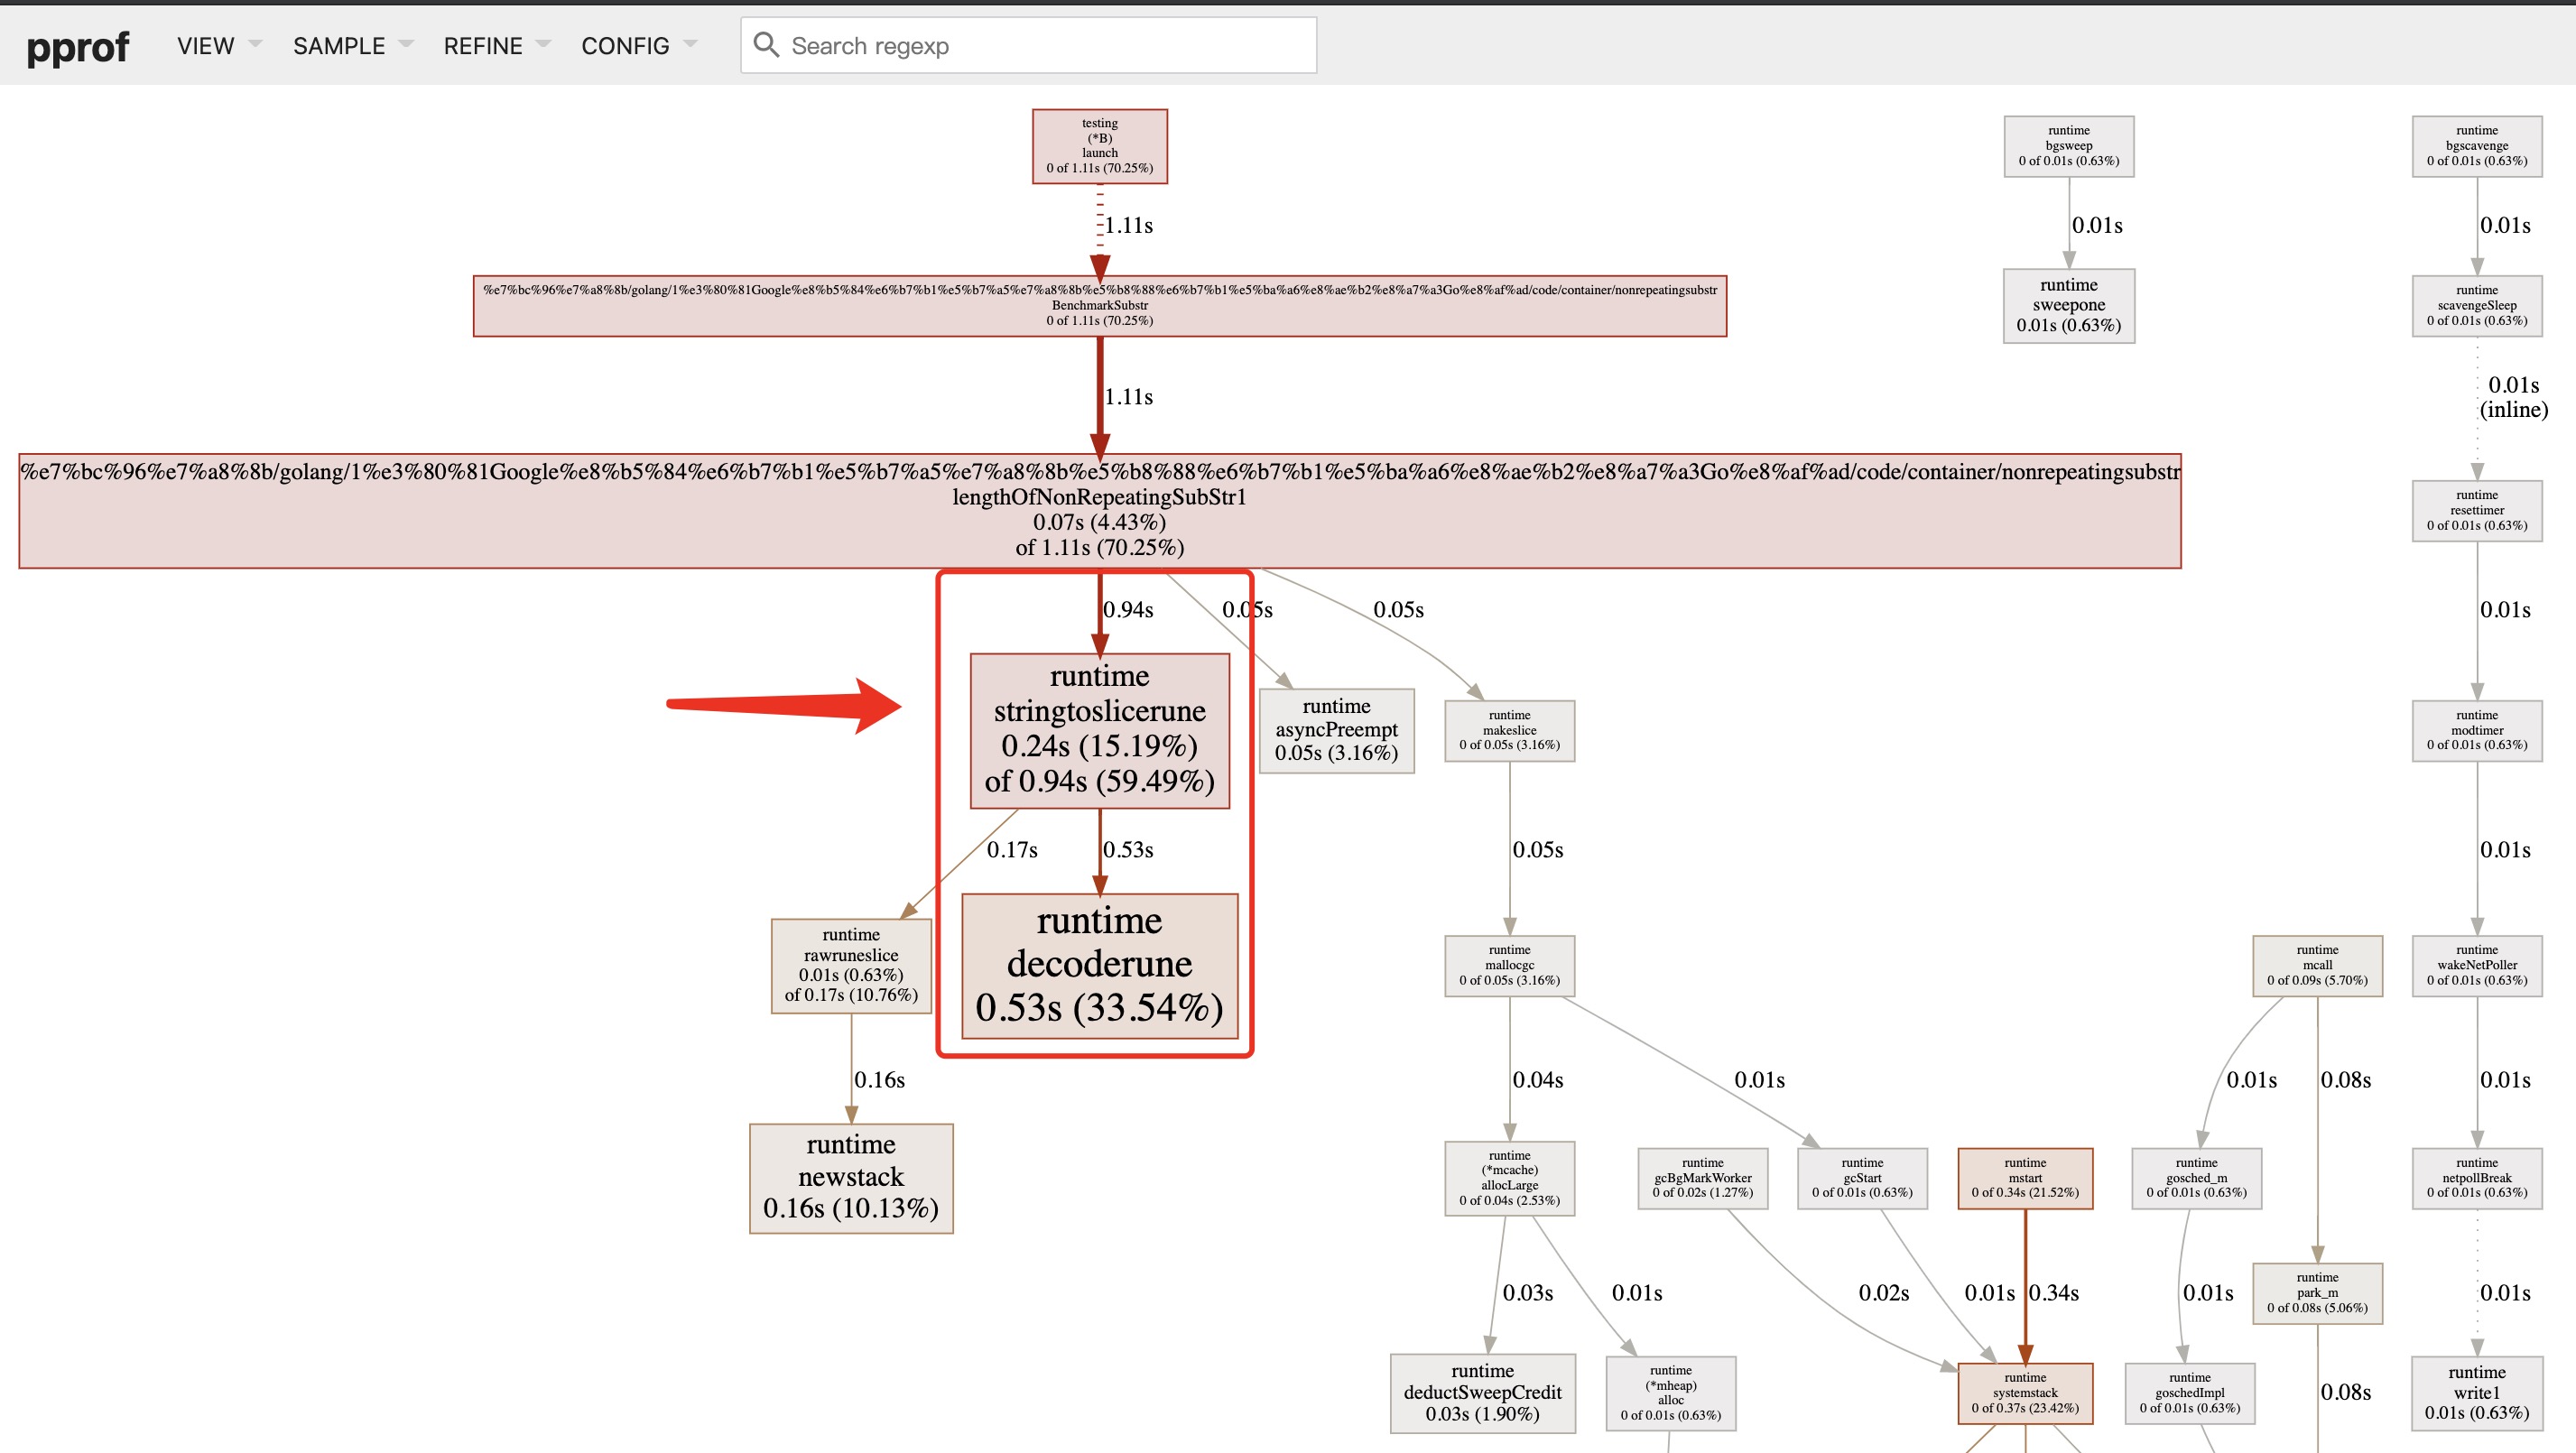 pprof
VIEW
SAMPLE
REFINE
CONFIG
Search regexp
testing
(*B)
launch
0 of 1.11s (70.25%)
runtime
bgsweep
0 of 0.01s (0.63%)
runtime
bgscavenge
0 of 0.01s (0.63%)
1.11s
0.01s
0.01s
%e7%bc%96%e7%a8%8b/golang/1%e3%80%81Google%e8%b5%84%e6%b7%b1%e5%b7%a5%e7%a8%8b%e5%b8%88%e6%b7%b1%e5%ba%a6%e8%ae%b2%e8%a7%a3Go%e8%af%ad/code/container/nonrepeatingsubstr
BenchmarkSubstr
0 of 1.11s (70.25%)
runtime
sweepone
0.01s (0.63%)
runtime
scavengeSleep
0 of 0.01s (0.63%)
1.11s
0.01s
(inline)
%e7%bc%96%e7%a8%8b/golang/1%e3%80%81Google%e8%b5%84%e6%b7%b1%e5%b7%a5%e7%a8%8b%e5%b8%88%e6%b7%b1%e5%ba%a6%e8%ae%b2%e8%a7%a3Go%e8%af%ad/code/container/nonrepeatingsubstr
lengthOfNonRepeatingSubStr1
0.07s (4.43%)
of 1.11s (70.25%)
runtime
resettimer
0 of 0.01s (0.63%)
0.94s
0.05s
0.05s
0.01s
runtime
stringtoslicerune
0.24s (15.19%)
of 0.94s (59.49%)
runtime
asyncPreempt
0.05s (3.16%)
runtime
makeslice
0 of 0.05s (3.16%)
runtime
modtimer
0 of 0.01s (0.63%)
0.17s
0.53s
0.05s
0.01s
runtime
rawruneslice
0.01s (0.63%)
of 0.17s (10.76%)
runtime
decoderune
0.53s (33.54%)
runtime
mallocgc
0 of 0.05s (3.16%)
runtime
mcall
0 of 0.09s (5.70%)
runtime
wakeNetPoller
0 of 0.01s (0.63%)
0.16s
0.04s
0.01s
0.01s
0.08s
0.01s
runtime
newstack
0.16s (10.13%)
runtime
(*mcache)
allocLarge
0 of 0.04s (2.53%)
runtime
gcBgMarkWorker
0 of 0.02s (1.27%)
runtime
gcStart
0 of 0.01s (0.63%)
runtime
mstart
0 of 0.34s (21.52%)
runtime
gosched_m
0 of 0.01s (0.63%)
runtime
netpollBreak
0 of 0.01s (0.63%)
0.03s
0.01s
0.02s
0.01s
0.34s
0.01s
runtime
park_m
0 of 0.08s (5.06%)
0.01s
runtime
deductSweepCredit
0.03s (1.90%)
runtime
(*mheap)
alloc
0 of 0.01s (0.63%)
runtime
systemstack
0 of 0.37s (23.42%)
runtime
goschedImpl
0 of 0.01s (0.63%)
0.08s
runtime
write1
0.01s (0.63%)